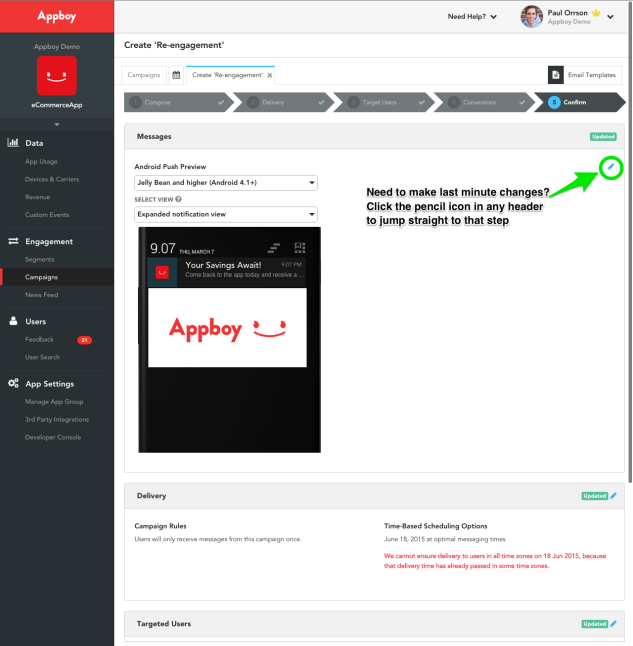 Appboy
Need Help?
Paul Orrson
Appboy Demo
Appboy Demo
eCommerceApp
Create 'Re-engagement'
Campaigns
Create 'Re-engagement' ×
Email Templates
1 Compose
2 Delivery
3 Target Users
4 Conversions
5 Confirm
Data
App Usage
Devices & Carriers
Revenue
Custom Events
Engagement
Segments
Campaigns
News Feed
Users
Feedback 21
User Search
App Settings
Manage App Group
3rd Party Integrations
Developer Console
Messages
Updated
Android Push Preview
Jelly Bean and higher (Android 4.1+)
SELECT VIEW
Expanded notification view
Need to make last minute changes?
Click the pencil icon in any header
to jump straight to that step
9.07 THU, MARCH 7
Your Savings Await! 9:07 PM
Come back to the app today and receive a ...
Appboy
Delivery
Updated
Campaign Rules
Users will only receive messages from this campaign once.
Time-Based Scheduling Options
June 18, 2015 at optimal messaging times
We cannot ensure delivery to users in all time zones on 18 Jun 2015, because
that delivery time has already passed in some time zones.
Targeted Users
Updated